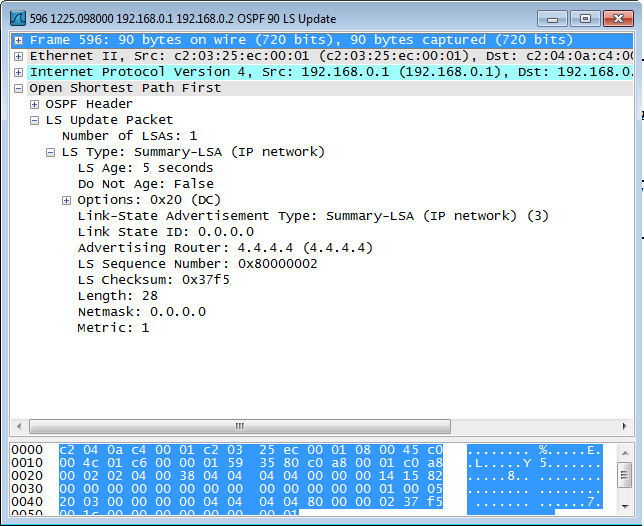 596 1225.098000 192.168.0.1 192.168.0.2 OSPF 90 LS Update
Frame 596: 90 bytes on wire (720 bits), 90 bytes captured (720 bits)
Ethernet II, Src: c2:03:25:ec:00:01 (c2:03:25:ec:00:01), Dst: c2:04:0a:c4:00
Internet Protocol Version 4, Src: 192.168.0.1 (192.168.0.1), Dst: 192.168.0.
Open Shortest Path First
OSPF Header
LS Update Packet
Number of LSAs: 1
LS Type: Summary-LSA (IP network)
LS Age: 5 seconds
Do Not Age: False
Options: 0x20 (DC)
Link-State Advertisement Type: Summary-LSA (IP network) (3)
Link State ID: 0.0.0.0
Advertising Router: 4.4.4.4 (4.4.4.4)
LS Sequence Number: 0x80000002
LS Checksum: 0x37f5
Length: 28
Netmask: 0.0.0.0
Metric: 1
0000 c2 04 0a c4 00 01 c2 03 25 ec 00 01 08 00 45 c0 ........ %.....E.
0010 00 4c 01 c6 00 00 01 59 35 80 c0 a8 00 01 c0 a8 .L.....Y 5.......
0020 00 02 02 04 00 38 04 04 04 04 00 00 00 00 14 15 82 .....8.. ........
0030 00 00 00 00 00 00 00 00 00 00 00 00 01 00 05 ........ ........
0040 20 03 00 00 00 00 04 04 04 04 80 00 00 02 37 f5 ....... ......7.
0050 00 1c 00 00 00 00 00 00 00 01